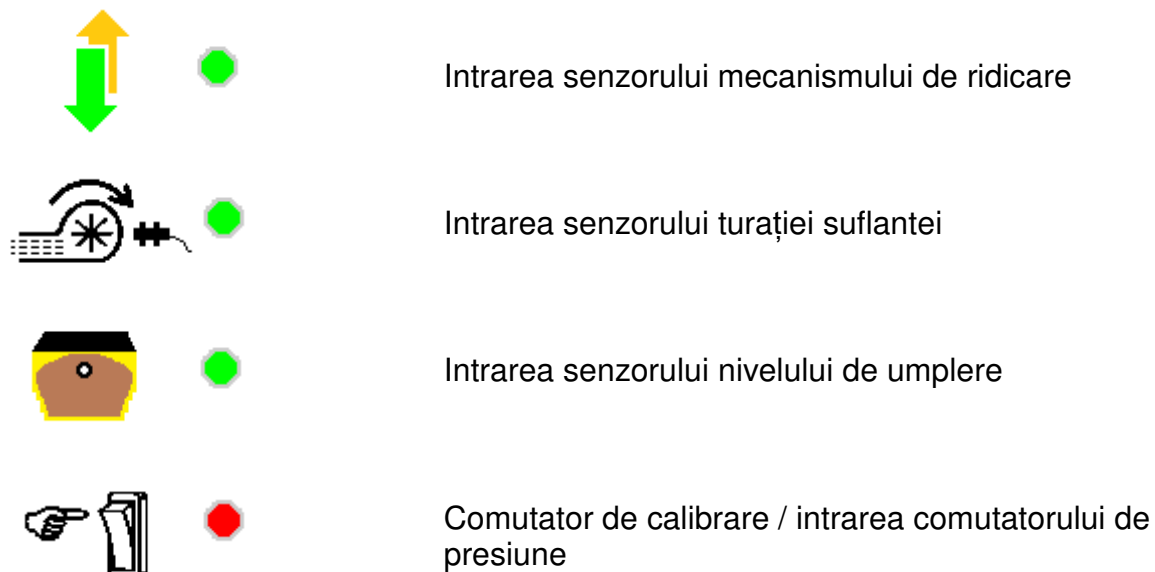 Intrarea senzorului mecanismului de ridicare
Intrarea senzorului turației suflantei
Intrarea senzorului nivelului de umplere
Comutator de calibrare / intrarea comutatorului de
presiune